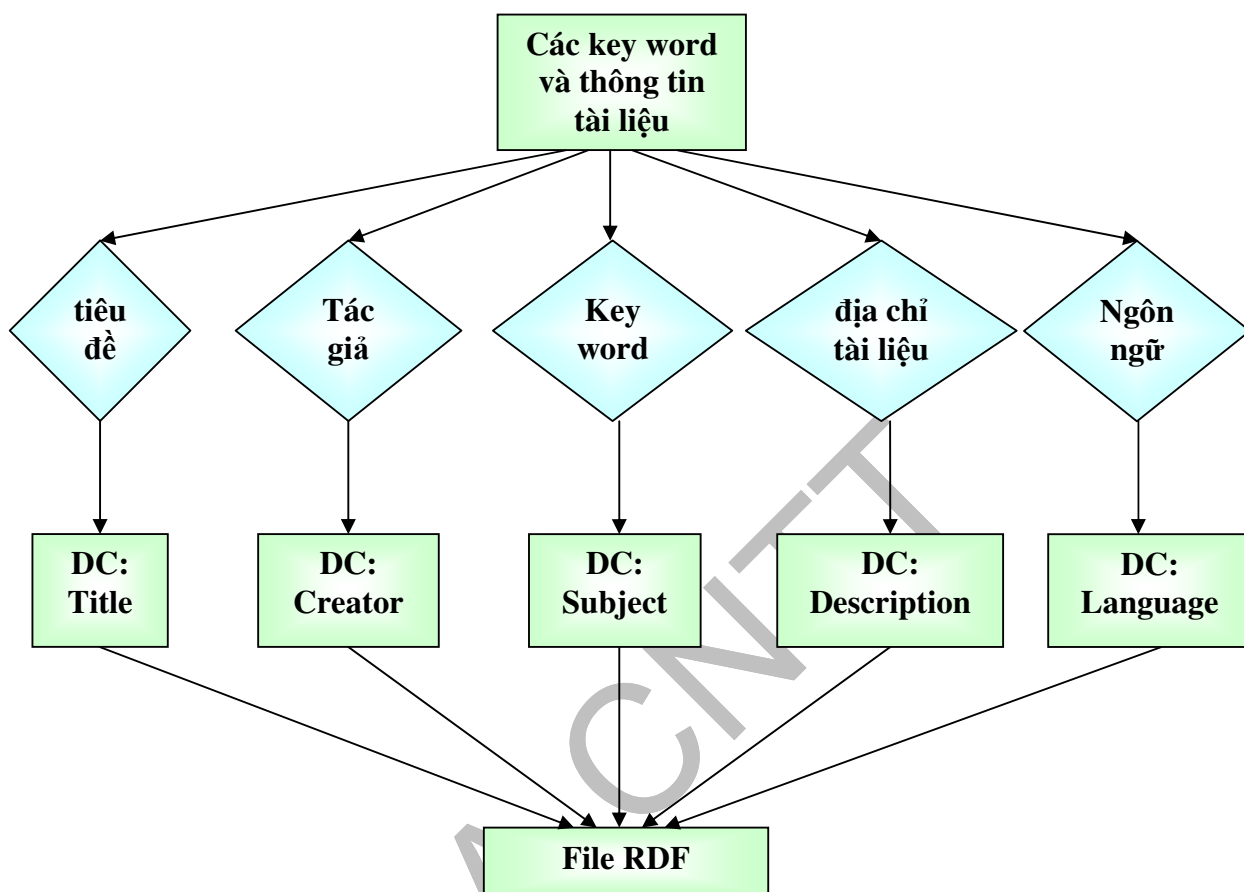 Các key word
và thông tin
tài liệu
tiêu
đề
Tác
giả
Key
word
địa chỉ
tài liệu
Ngôn
ngữ
DC:
Title
DC:
Creator
DC:
Subject
DC:
Description
DC:
Language
A CNTT
File RDF